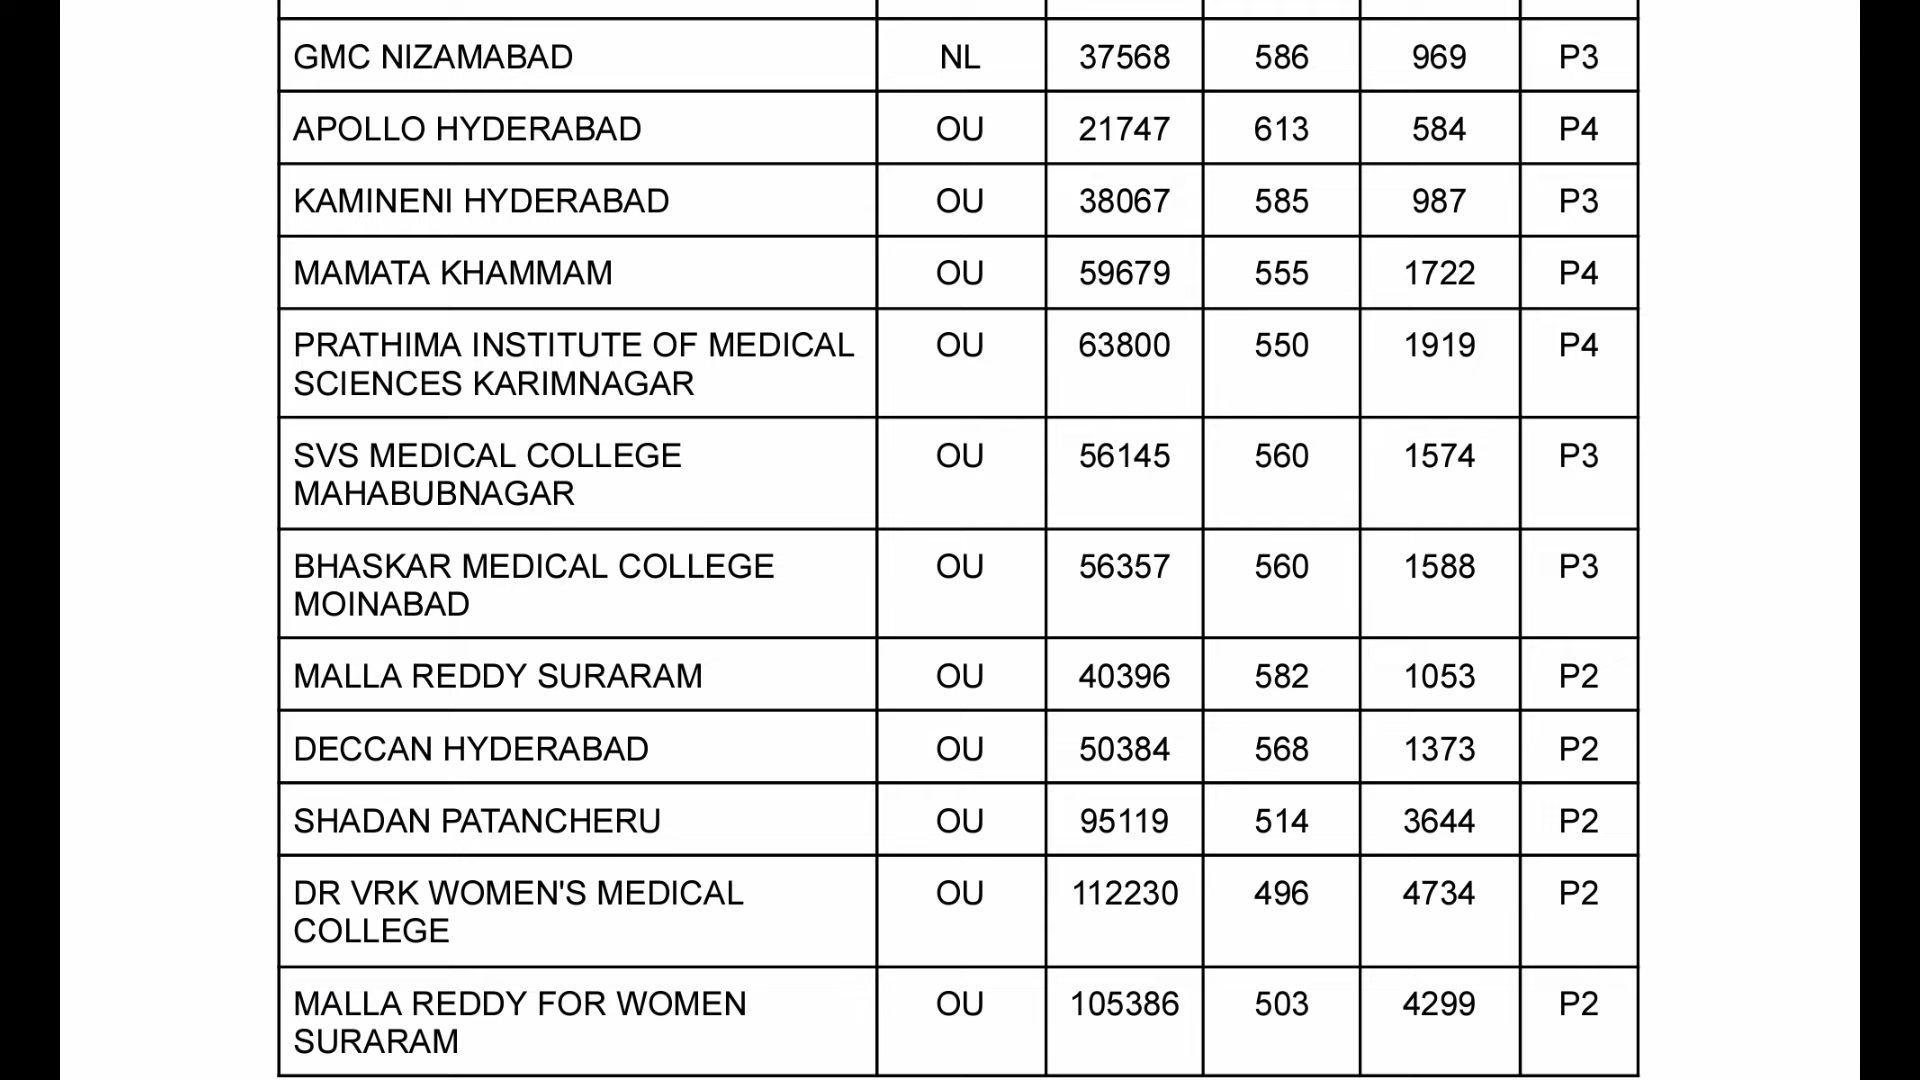 GMC NIZAMABAD NL 37568 586 969 P3
APOLLO HYDERABAD OU 21747 613 584 P4
KAMINENI HYDERABAD OU 38067 585 987 P3
MAMATA KHAMMAM OU 59679 555 1722 P4
PRATHIMA INSTITUTE OF MEDICAL OU 63800 550 1919 P4
SCIENCES KARIMNAGAR
SVS MEDICAL COLLEGE OU 56145 560 1574 P3
MAHABUBNAGAR
BHASKAR MEDICAL COLLEGE OU 56357 560 1588 P3
MOINABAD
MALLA REDDY SURARAM OU 40396 582 1053 P2
DECCAN HYDERABAD OU 50384 568 1373 P2
SHADAN PATANCHERU OU 95119 514 3644 P2
DR VRK WOMEN'S MEDICAL OU 112230 496 4734 P2
COLLEGE
MALLA REDDY FOR WOMEN OU 105386 503 4299 P2
SURARAM